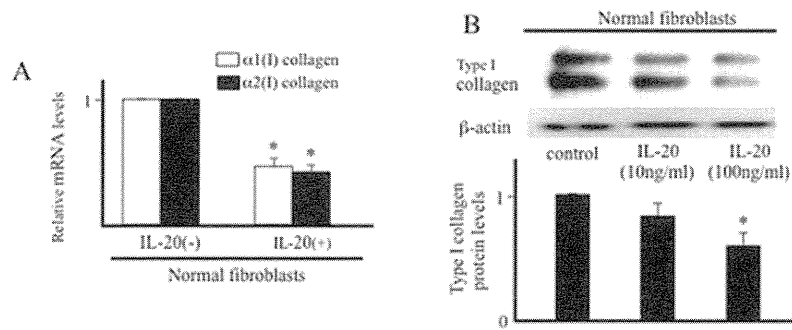 A
α1(I) collagen
α2(I) collagen
Relative mRNA levels
1
IL-20(-) IL-20(+)
Normal fibroblasts
B
Normal fibroblasts
Type I
collagen
β-actin
control IL-20 IL-20
(10ng/ml) (100ng/ml)
Type I collagen
protein levels
1
0
* * *